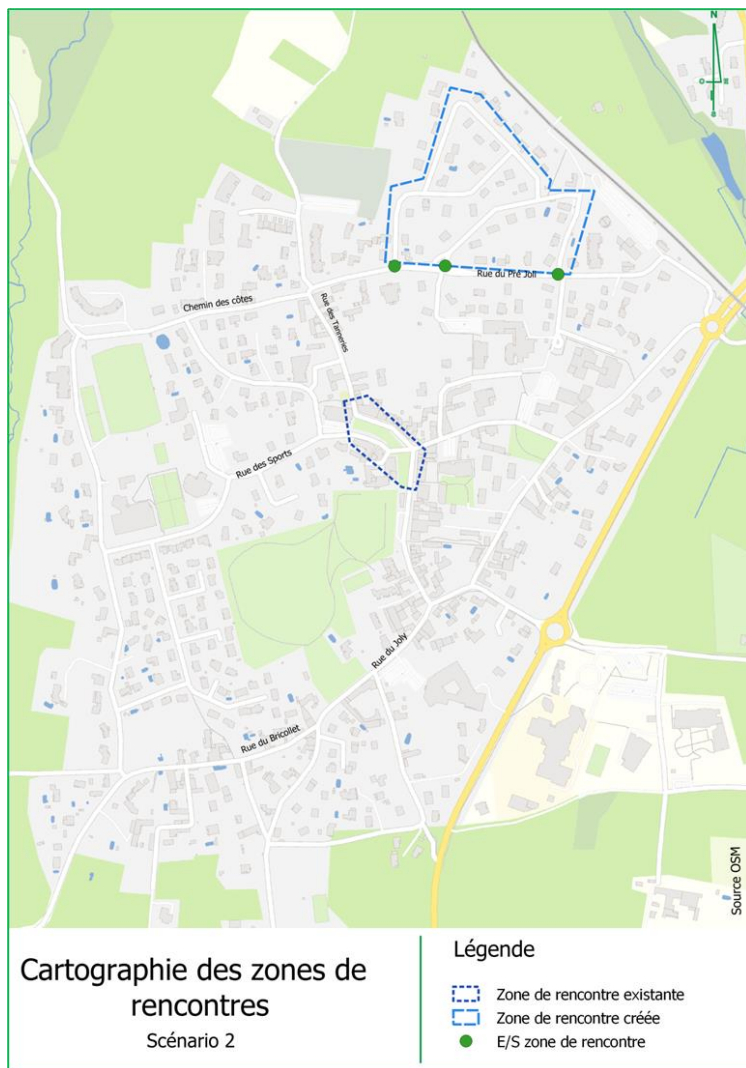 N
O
E
S
Rue du Pré Joli
Chemin des côtes
Rue des Tanneries
Rue des Sports
Rue du Joly
Rue du Bricollet
Source OSM
Cartographie des zones de
rencontres
Scénario 2
Légende
Zone de rencontre existante
Zone de rencontre créée
E/S zone de rencontre